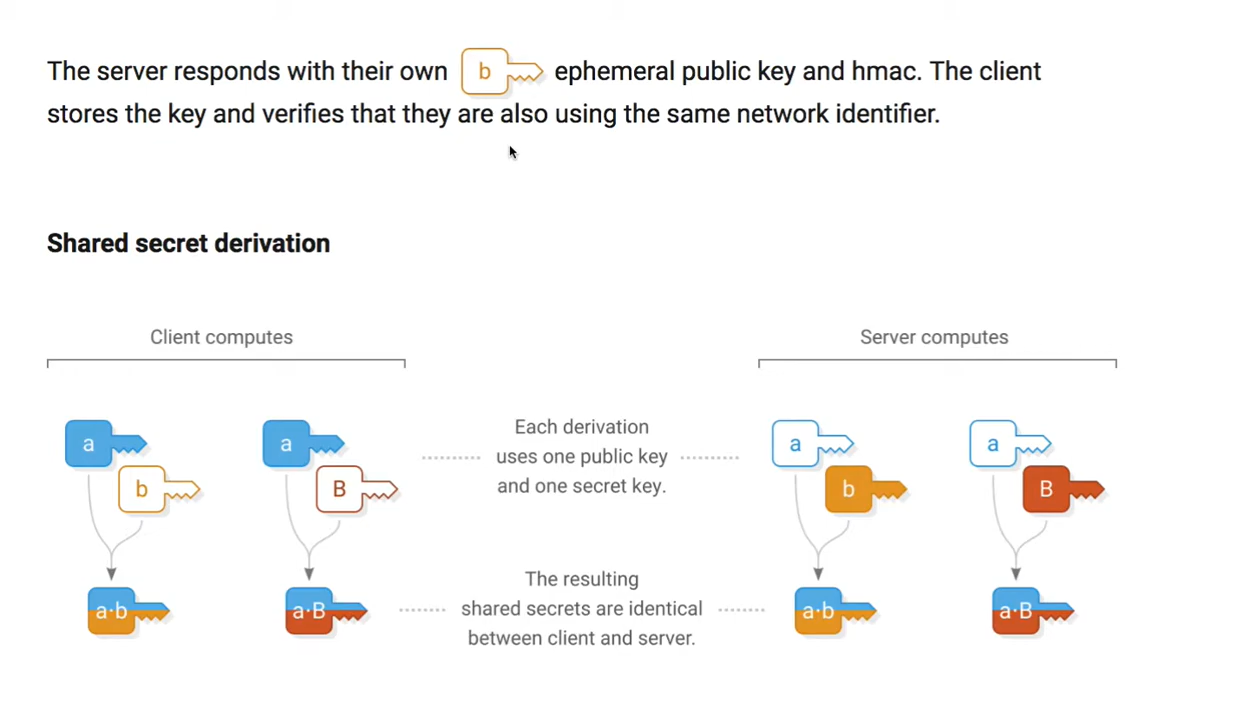 The server responds with their own b ephemeral public key and hmac. The client
stores the key and verifies that they are also using the same network identifier.
Shared secret derivation
Client computes
Server computes
a
a
a
a
b
B
b
B
Each derivation
uses one public key
and one secret key.
a·b
a·B
a·b
a·B
The resulting
shared secrets are identical
between client and server.